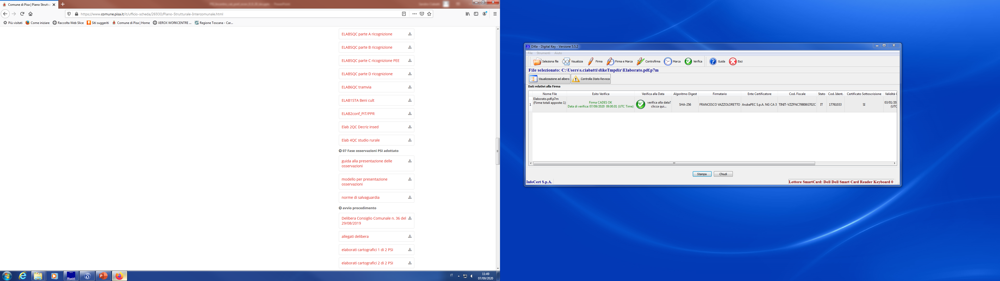 Comune di Pisa | Piano Struttur
https://www.comune.pisa.it/it/ufficio-scheda/26930/Piano-Strutturale-Intercomunale.html
Più visitati
Come iniziare
Raccolta Web Slice
Siti suggeriti
Comune di Pisa | Home
XEROX WORKCENTRE ...
Regione Toscana - Car...
ELAB5QC parte A ricognizione
ELAB5QC parte B ricognizione
ELAB5QC parte C ricognizione PEE
ELAB5QC parte D ricognizione
ELAB6QC tramvia
ELAB1STA Beni cult
ELAB2conf_PIT/PPR
Elab 2QC Decriz insed
Elab 4QC studio rurale
07 Fase osservazioni PSI adottato
guida alla presentazione delle
osservazioni
modello per presentazione
osservazioni
norme di salvaguardia
avvio procedimento
Delibera Consiglio Comunale n. 36 del
29/08/2019
allegati delibera
elaborati cartografici 1 di 2 PSI
elaborati cartografici 2 di 2 PSI
IT
11:49
07/09/2020
DiKe - Digital Key - Versione 5.5.2
File Strumenti Aiuto
Seleziona file Visualizza Firma Firma e Marca Controfirma Marca Verifica Guida Esci
File selezionato: C:\Users\s.ciabatti\dikeTmpdir\Elaborato.pdf.p7m
Visualizzazione ad albero Controlla Stato Revoca
Dati relativi alla Firma
Nome File Esito Verifica Verifica alla Data Algoritmo Digest Firmatario Ente Certificatore Cod. Fiscale Stato Cod. Ident. Certificato Sottoscrizione Validità C
1
Elaborato.pdf.p7m
(Firme totali apposte: 1)
Firma CADES OK
Data di verifica: 07/09/2020 09.00.01 (UTC Time)
verifica alla data?
clicca qui...
SHA-256 FRANCESCO VAZZOLORETTO ArubaPEC S.p.A. NG CA 3 TINIT-VZZFNC79B08G702C IT 17761033 SI
03/01/20
(UTC
Stampa Chiudi
InfoCert S.p.A.
Lettore SmartCard: Dell Dell Smart Card Reader Keyboard 0